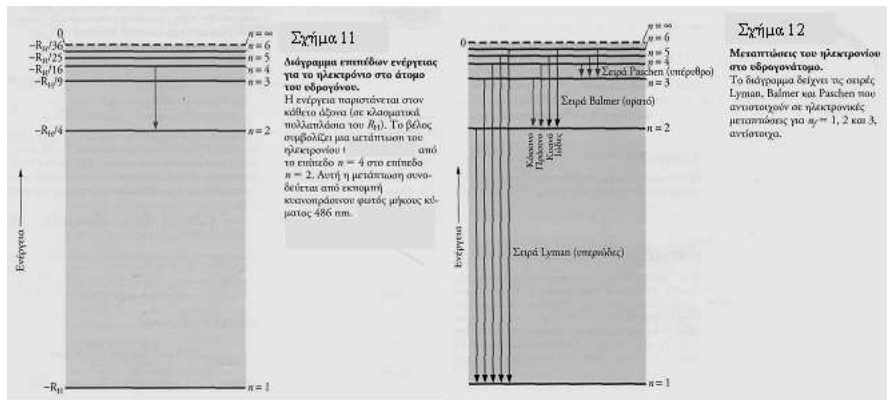 0
n = ∞
−R_H/36
n = 6
−R_H/25
n = 5
−R_H/16
n = 4
−R_H/9
n = 3
−R_H/4
n = 2
Ενέργεια
−R_H
n = 1
Σχήμα 11
Διάγραμμα επιπέδων ενέργειας
για το ηλεκτρόνιο στο άτομο
του υδρογόνου.
Η ενέργεια παριστάνεται στον
κάθετο άξονα (σε κλασματικά
πολλαπλάσια του R_H). Το βέλος
συμβολίζει μια μετάπτωση του
ηλεκτρονίου από
το επίπεδο n = 4 στο επίπεδο
n = 2. Αυτή η μετάπτωση συνο-
δεύεται από εκπομπή
κυανοπράσινου φωτός μήκους κύ-
ματος 486 nm.
0
n = ∞
n = 6
n = 5
n = 4
Σειρά Paschen (υπέρυθρο)
n = 3
Σειρά Balmer (ορατό)
n = 2
Κόκκινο
Πράσινο
Κυανό
Ιώδες
Ενέργεια
Σειρά Lyman (υπεριώδες)
n = 1
Σχήμα 12
Μεταπτώσεις του ηλεκτρονίου
στο υδρογονάτομο.
Το διάγραμμα δείχνει τις σειρές
Lyman, Balmer και Paschen που
αντιστοιχούν σε ηλεκτρονικές
μεταπτώσεις για n_f = 1, 2 και 3,
αντίστοιχα.